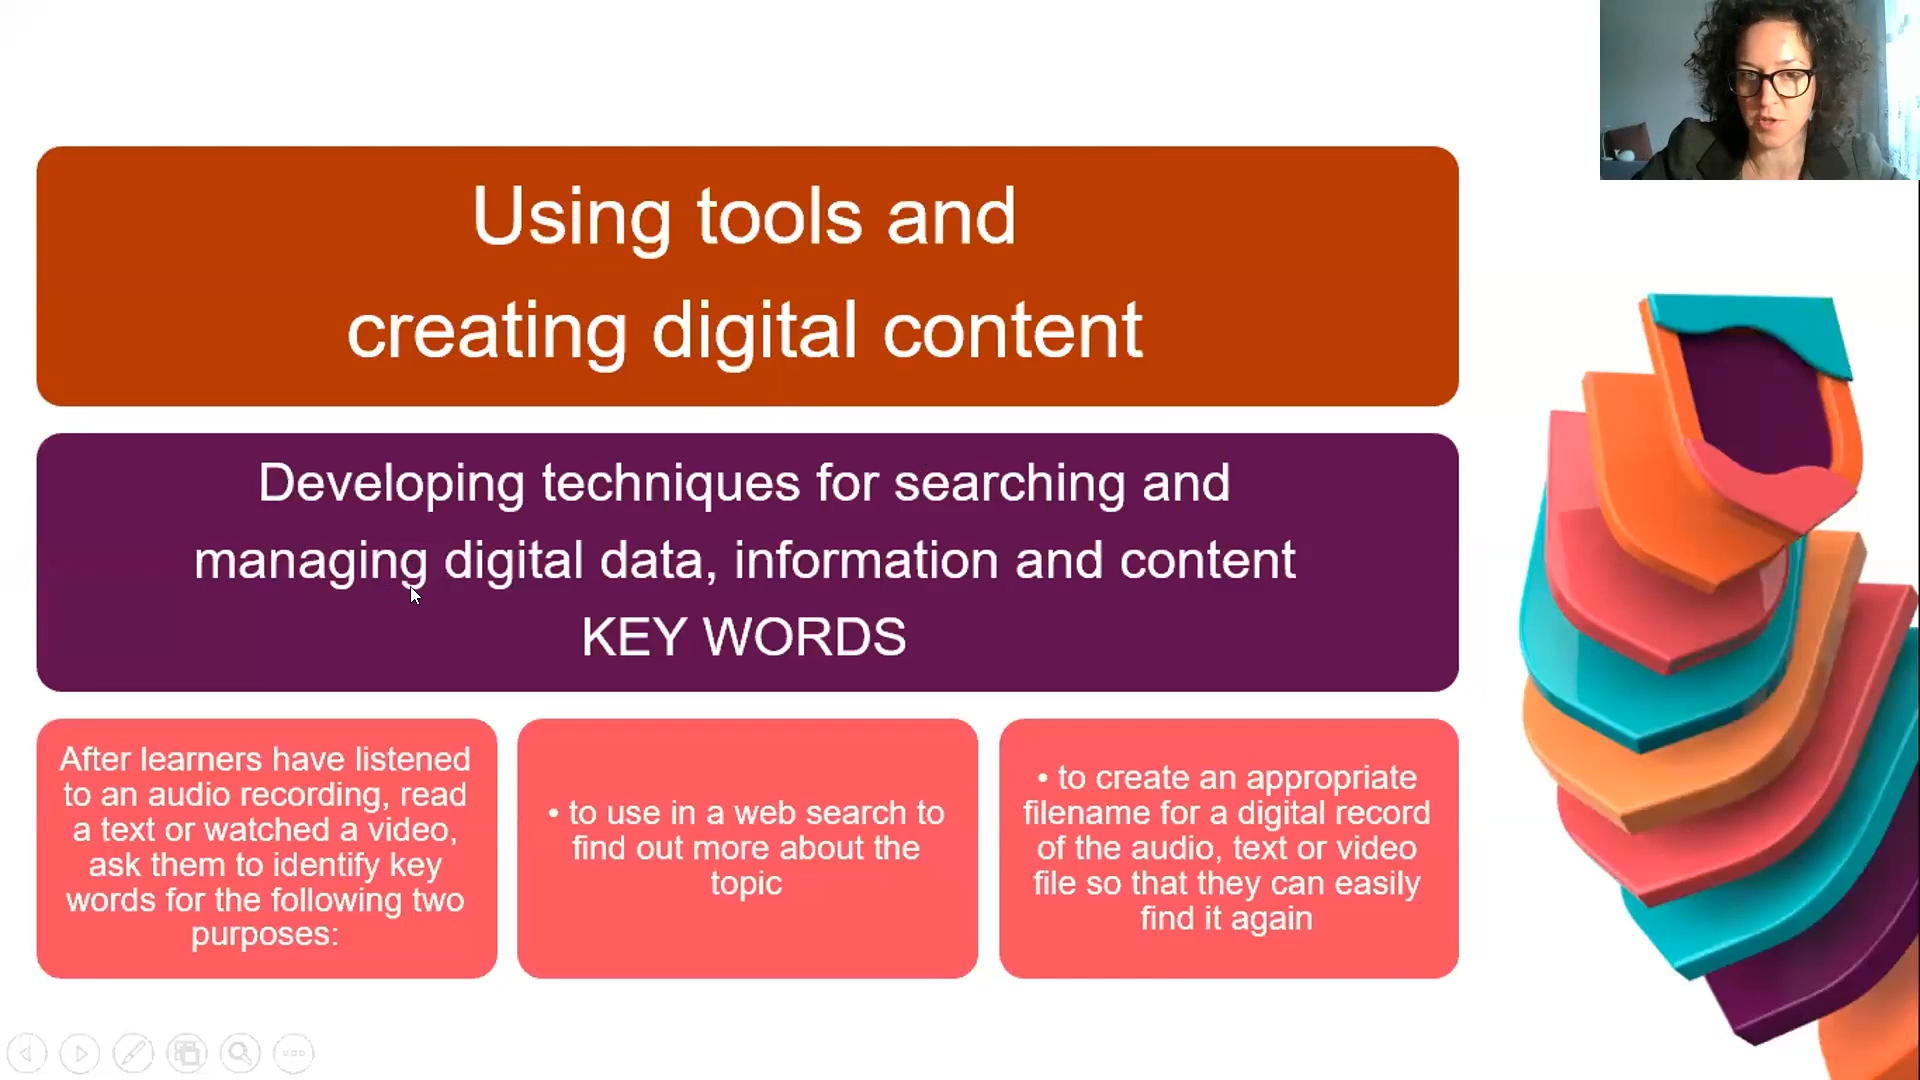 Using tools and
creating digital content
Developing techniques for searching and
managing digital data, information and content
KEY WORDS
After learners have listened
to an audio recording, read
a text or watched a video,
ask them to identify key
words for the following two
purposes:
• to use in a web search to
find out more about the
topic
• to create an appropriate
filename for a digital record
of the audio, text or video
file so that they can easily
find it again